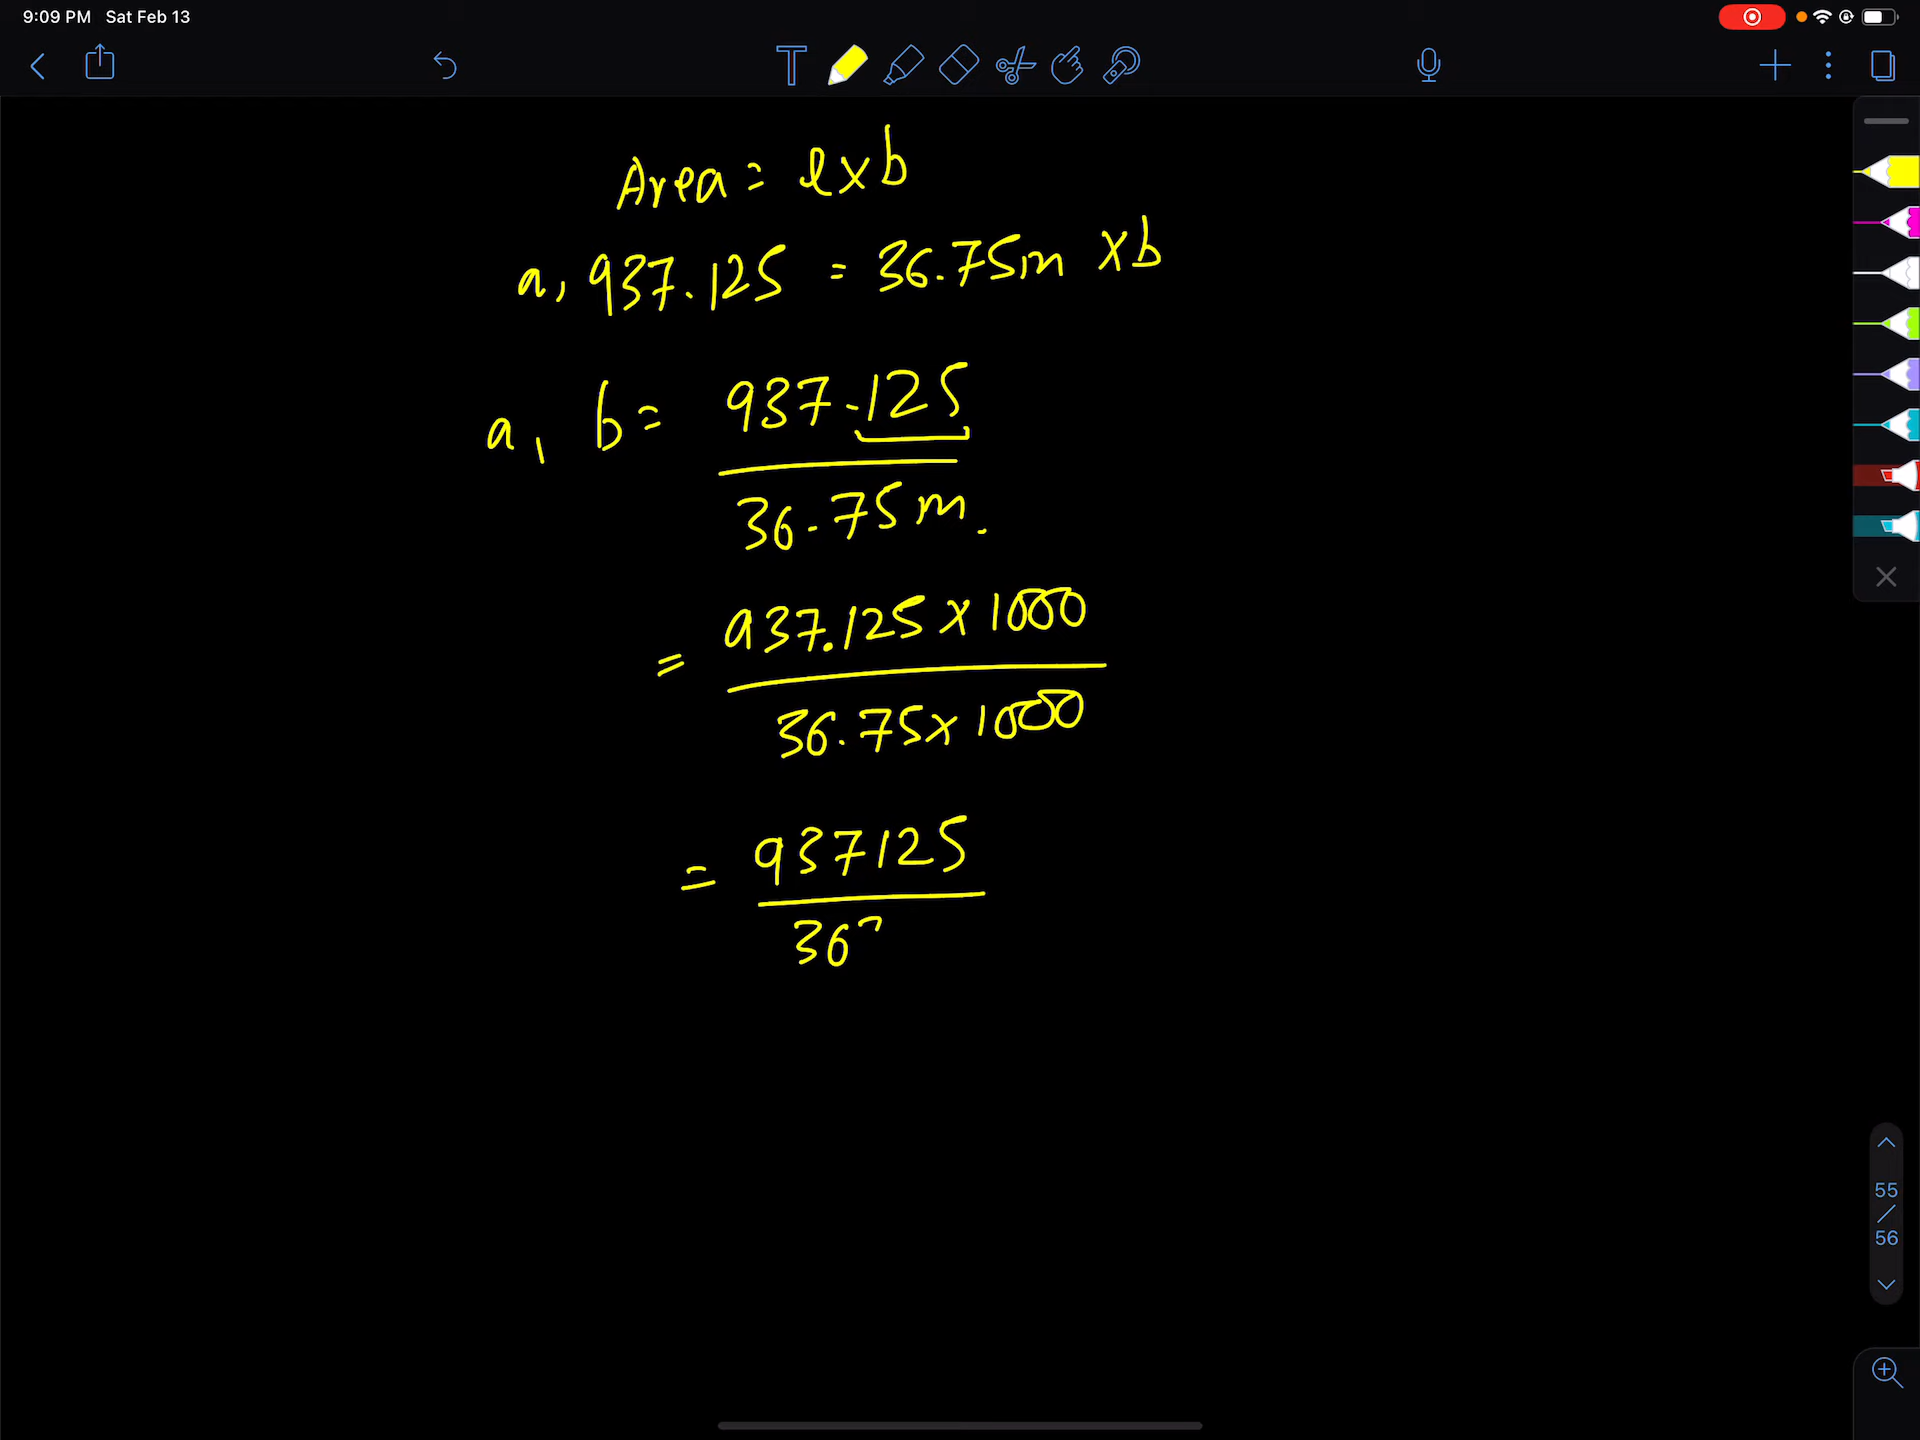 9:09 PM Sat Feb 13
T
Area = l x b
a, 937.125 = 36.75m x b
a, b = 937.125
36.75m.
= 937.125 x 1000
36.75 x 1000
= 937125
36
55
/
56